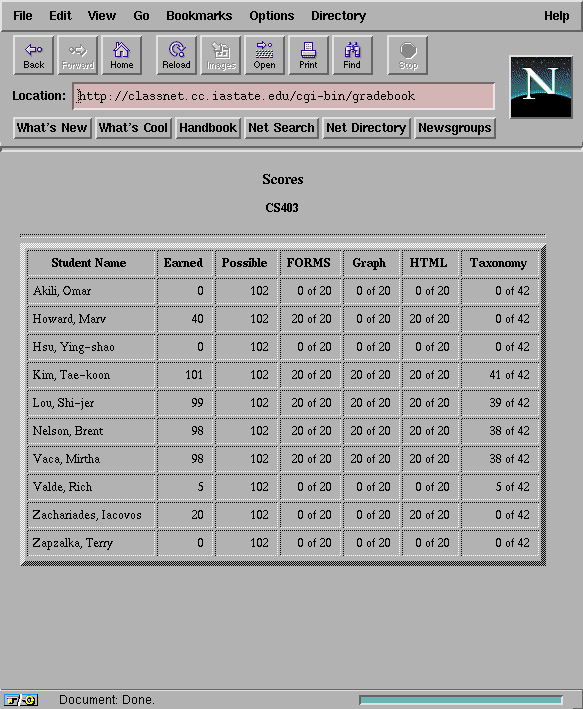 File Edit View Go Bookmarks Options Directory Help
Back Forward Home Reload Images Open Print Find Stop
Location: http://classnet.cc.iastate.edu/cgi-bin/gradebook
N
What's New What's Cool Handbook Net Search Net Directory Newsgroups
Scores
CS403
Student Name Earned Possible FORMS Graph HTML Taxonomy
Akili, Omar 0 102 0 of 20 0 of 20 0 of 20 0 of 42
Howard, Marv 40 102 20 of 20 0 of 20 20 of 20 0 of 42
Hsu, Ying-shao 0 102 0 of 20 0 of 20 0 of 20 0 of 42
Kim, Tae-koon 101 102 20 of 20 20 of 20 20 of 20 41 of 42
Lou, Shi-jer 99 102 20 of 20 20 of 20 20 of 20 39 of 42
Nelson, Brent 98 102 20 of 20 20 of 20 20 of 20 38 of 42
Vaca, Mirtha 98 102 20 of 20 20 of 20 20 of 20 38 of 42
Valde, Rich 5 102 0 of 20 0 of 20 0 of 20 5 of 42
Zachariades, Iacovos 20 102 0 of 20 0 of 20 20 of 20 0 of 42
Zapzalka, Terry 0 102 0 of 20 0 of 20 0 of 20 0 of 42
Document: Done.